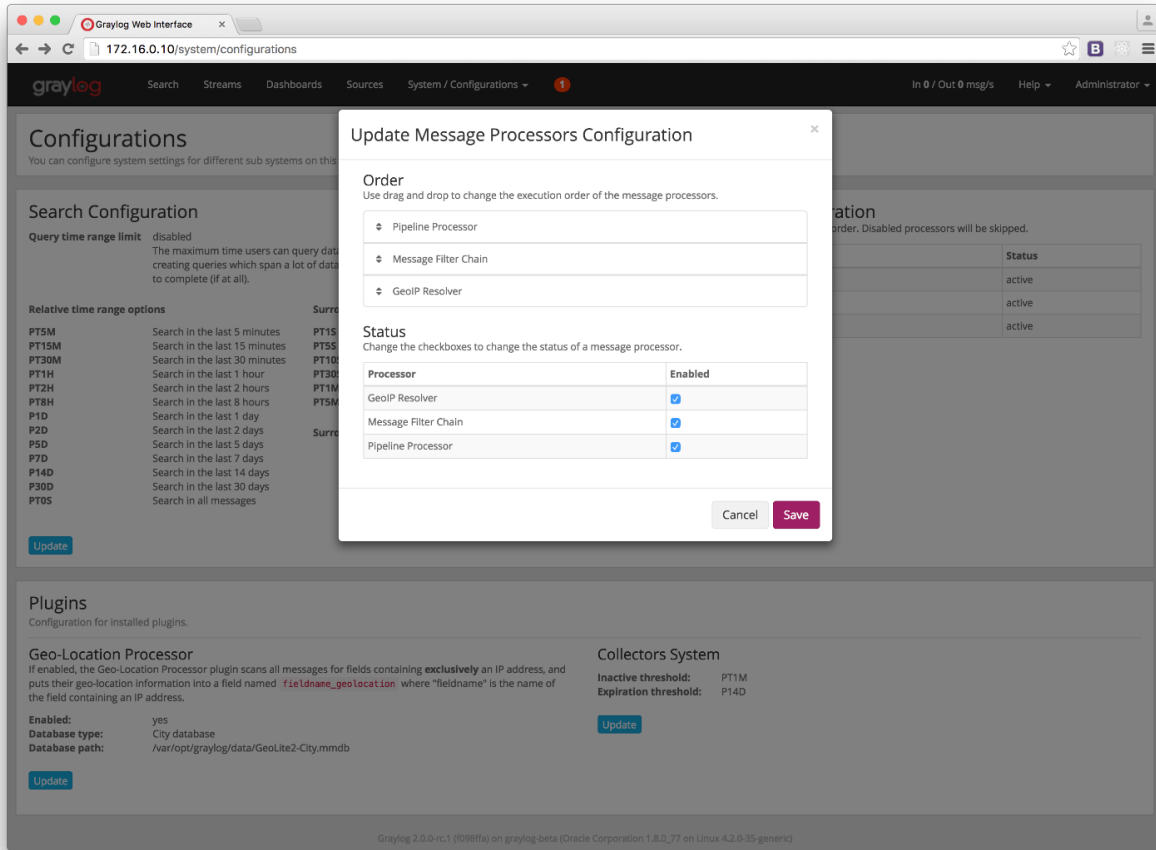 Graylog Web Interface
172.16.0.10/system/configurations
graylog
Search
Streams
Dashboards
Sources
System / Configurations
1
In 0 / Out 0 msg/s
Help
Administrator
Configurations
You can configure system settings for different sub systems on this
Update Message Processors Configuration
×
Order
Use drag and drop to change the execution order of the message processors.
Pipeline Processor
Message Filter Chain
GeoIP Resolver
Status
Change the checkboxes to change the status of a message processor.
Processor Enabled
GeoIP Resolver
Message Filter Chain
Pipeline Processor
Cancel
Save
Search Configuration
Query time range limit disabled
The maximum time users can query data
creating queries which span a lot of data
to complete (if at all).
Relative time range options
PT5M Search in the last 5 minutes
PT15M Search in the last 15 minutes
PT30M Search in the last 30 minutes
PT1H Search in the last 1 hour
PT2H Search in the last 2 hours
PT8H Search in the last 8 hours
P1D Search in the last 1 day
P2D Search in the last 2 days
P5D Search in the last 5 days
P7D Search in the last 7 days
P14D Search in the last 14 days
P30D Search in the last 30 days
PT0S Search in all messages
Update
Surro
PT1S
PT5S
PT10S
PT30S
PT1M
PT5M
Surro
ration
order. Disabled processors will be skipped.
Status
active
active
active
Plugins
Configuration for installed plugins.
Geo-Location Processor
If enabled, the Geo-Location Processor plugin scans all messages for fields containing exclusively an IP address, and
puts their geo-location information into a field named fieldname_geolocation where "fieldname" is the name of
the field containing an IP address.
Enabled: yes
Database type: City database
Database path: /var/opt/graylog/data/GeoLite2-City.mmdb
Update
Collectors System
Inactive threshold: PT1M
Expiration threshold: P14D
Update
Graylog 2.0.0-rc.1 (f098ffa) on graylog-beta (Oracle Corporation 1.8.0_77 on Linux 4.2.0-35-generic)